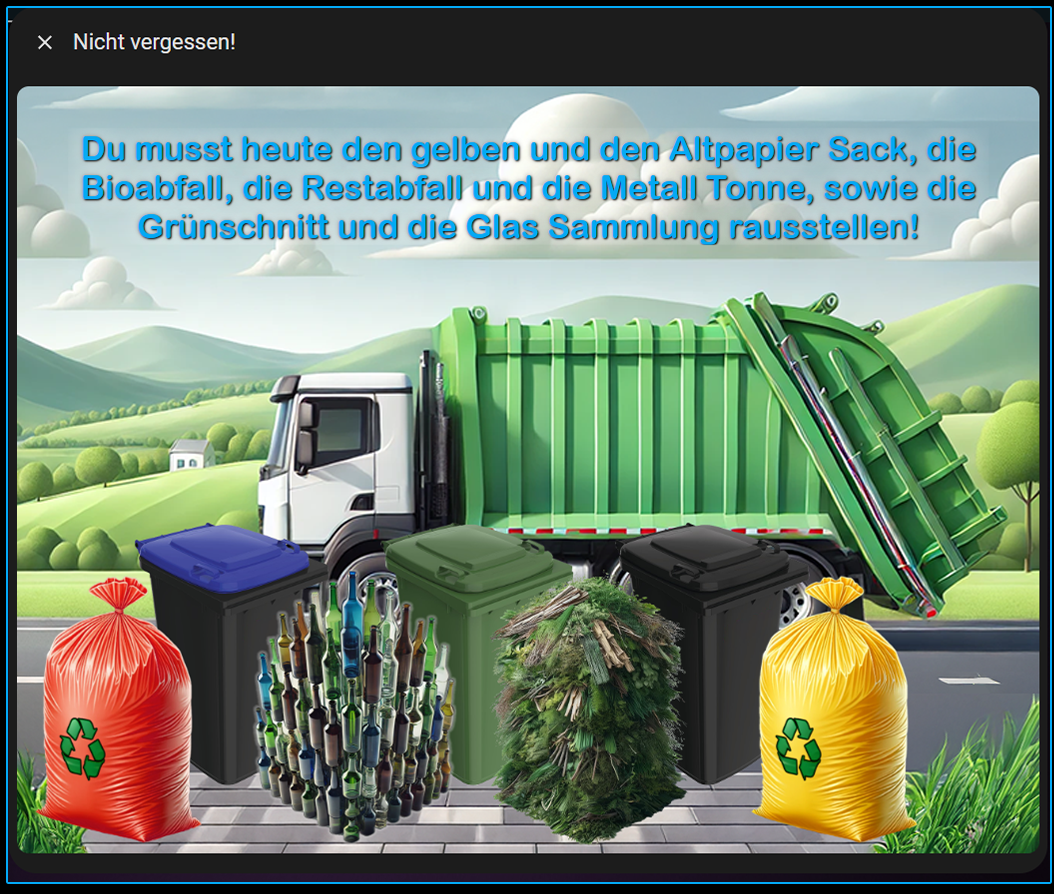 Nicht vergessen!
Du musst heute den gelben und den Altpapier Sack, die
Bioabfall, die Restabfall und die Metall Tonne, sowie die
Grünschnitt und die Glas Sammlung rausstellen!